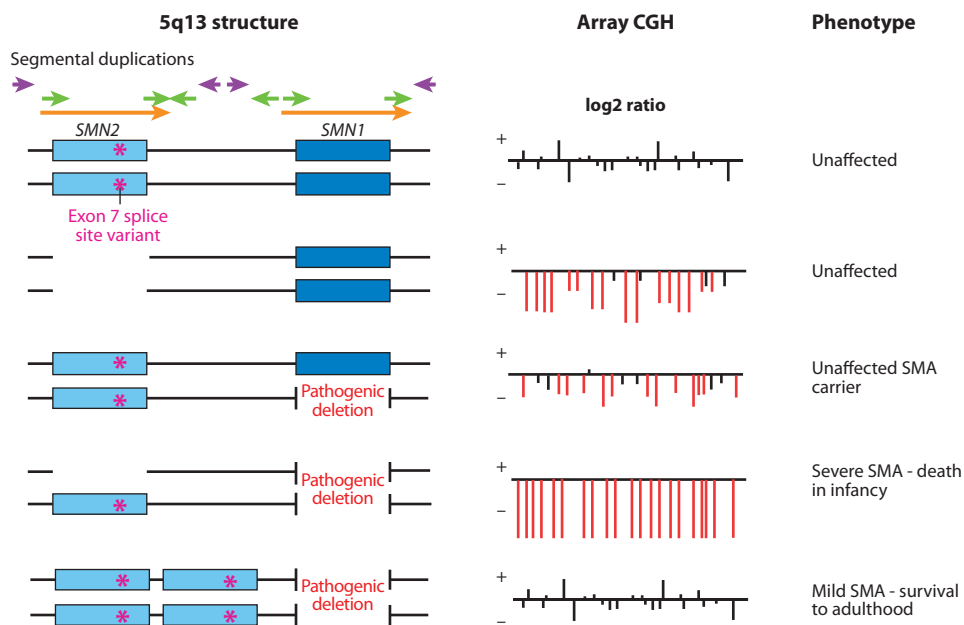 5q13 structure
Array CGH
Phenotype
Segmental duplications
log2 ratio
SMN2
SMN1
*
+
−
Unaffected
*
Exon 7 splice
site variant
+
−
Unaffected
*
+
−
Unaffected SMA
carrier
*
Pathogenic
deletion
+
−
Severe SMA - death
in infancy
Pathogenic
deletion
*
* *
+
−
Mild SMA - survival
to adulthood
Pathogenic
deletion
* *